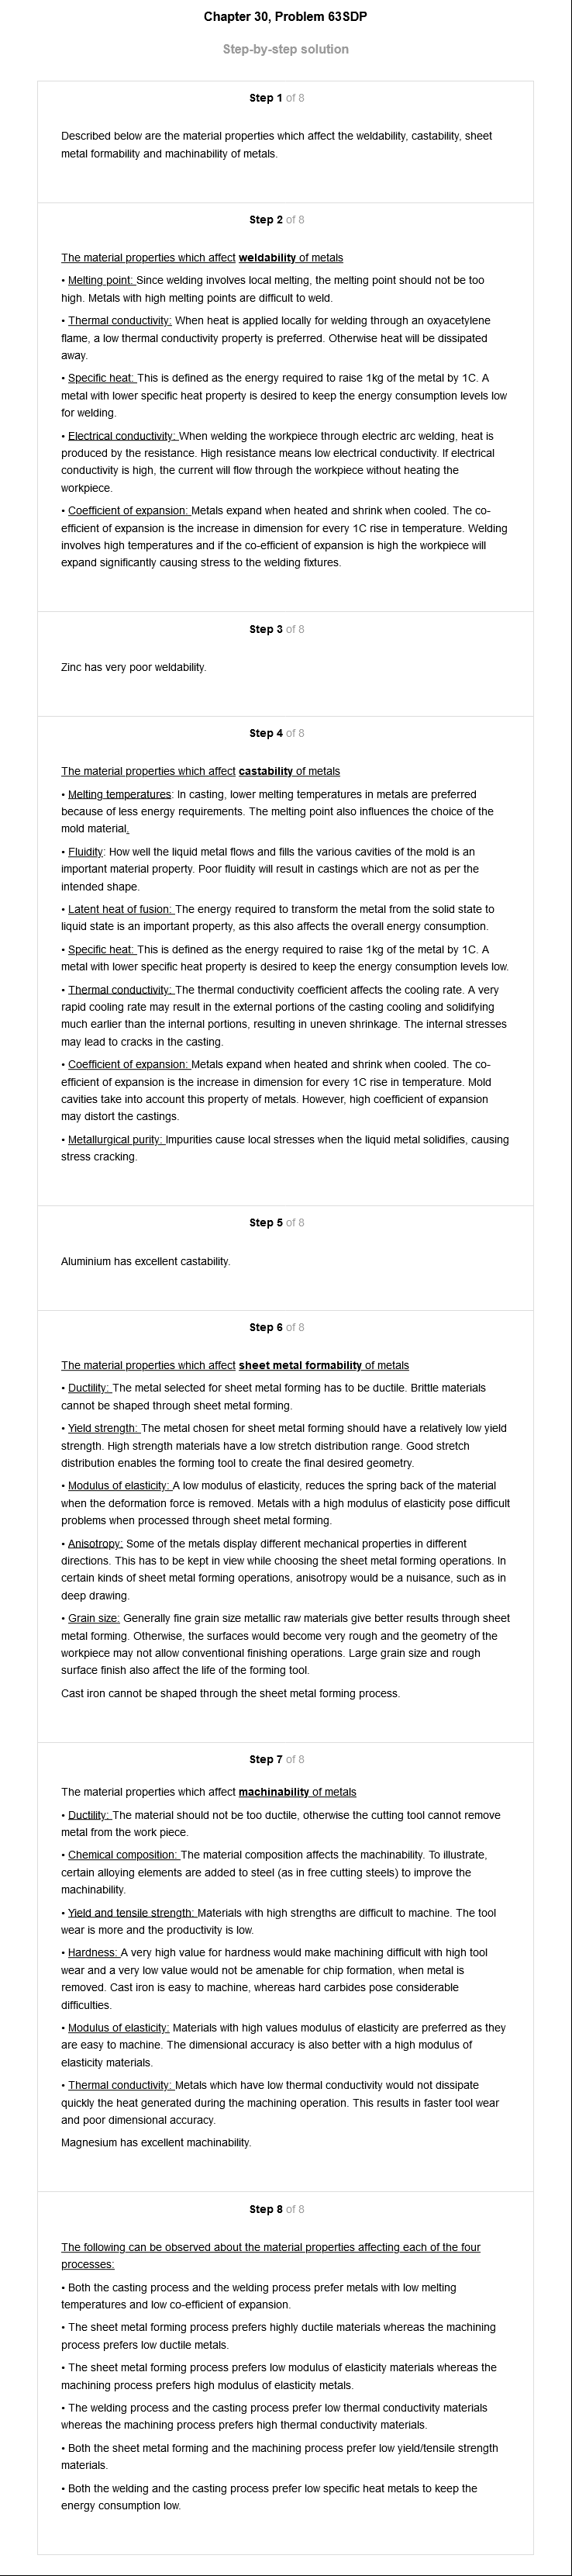 Chapter 30, Problem 63SDP
Step-by-step solution
Step 1 of 8
Described below are the material properties which affect the weldability, castability, sheet
metal formability and machinability of metals.
Step 2 of 8
The material properties which affect weldability of metals
• Melting point: Since welding involves local melting, the melting point should not be too
high. Metals with high melting points are difficult to weld.
• Thermal conductivity: When heat is applied locally for welding through an oxyacetylene
flame, a low thermal conductivity property is preferred. Otherwise heat will be dissipated
away.
• Specific heat: This is defined as the energy required to raise 1kg of the metal by 1C. A
metal with lower specific heat property is desired to keep the energy consumption levels low
for welding.
• Electrical conductivity: When welding the workpiece through electric arc welding, heat is
produced by the resistance. High resistance means low electrical conductivity. If electrical
conductivity is high, the current will flow through the workpiece without heating the
workpiece.
• Coefficient of expansion: Metals expand when heated and shrink when cooled. The co-
efficient of expansion is the increase in dimension for every 1C rise in temperature. Welding
involves high temperatures and if the co-efficient of expansion is high the workpiece will
expand significantly causing stress to the welding fixtures.
Step 3 of 8
Zinc has very poor weldability.
Step 4 of 8
The material properties which affect castability of metals
• Melting temperatures: In casting, lower melting temperatures in metals are preferred
because of less energy requirements. The melting point also influences the choice of the
mold material.
• Fluidity: How well the liquid metal flows and fills the various cavities of the mold is an
important material property. Poor fluidity will result in castings which are not as per the
intended shape.
• Latent heat of fusion: The energy required to transform the metal from the solid state to
liquid state is an important property, as this also affects the overall energy consumption.
• Specific heat: This is defined as the energy required to raise 1kg of the metal by 1C. A
metal with lower specific heat property is desired to keep the energy consumption levels low.
• Thermal conductivity: The thermal conductivity coefficient affects the cooling rate. A very
rapid cooling rate may result in the external portions of the casting cooling and solidifying
much earlier than the internal portions, resulting in uneven shrinkage. The internal stresses
may lead to cracks in the casting.
• Coefficient of expansion: Metals expand when heated and shrink when cooled. The co-
efficient of expansion is the increase in dimension for every 1C rise in temperature. Mold
cavities take into account this property of metals. However, high coefficient of expansion
may distort the castings.
• Metallurgical purity: Impurities cause local stresses when the liquid metal solidifies, causing
stress cracking.
Step 5 of 8
Aluminium has excellent castability.
Step 6 of 8
The material properties which affect sheet metal formability of metals
• Ductility: The metal selected for sheet metal forming has to be ductile. Brittle materials
cannot be shaped through sheet metal forming.
• Yield strength: The metal chosen for sheet metal forming should have a relatively low yield
strength. High strength materials have a low stretch distribution range. Good stretch
distribution enables the forming tool to create the final desired geometry.
• Modulus of elasticity: A low modulus of elasticity, reduces the spring back of the material
when the deformation force is removed. Metals with a high modulus of elasticity pose difficult
problems when processed through sheet metal forming.
• Anisotropy: Some of the metals display different mechanical properties in different
directions. This has to be kept in view while choosing the sheet metal forming operations. In
certain kinds of sheet metal forming operations, anisotropy would be a nuisance, such as in
deep drawing.
• Grain size: Generally fine grain size metallic raw materials give better results through sheet
metal forming. Otherwise, the surfaces would become very rough and the geometry of the
workpiece may not allow conventional finishing operations. Large grain size and rough
surface finish also affect the life of the forming tool.
Cast iron cannot be shaped through the sheet metal forming process.
Step 7 of 8
The material properties which affect machinability of metals
• Ductility: The material should not be too ductile, otherwise the cutting tool cannot remove
metal from the work piece.
• Chemical composition: The material composition affects the machinability. To illustrate,
certain alloying elements are added to steel (as in free cutting steels) to improve the
machinability.
• Yield and tensile strength: Materials with high strengths are difficult to machine. The tool
wear is more and the productivity is low.
• Hardness: A very high value for hardness would make machining difficult with high tool
wear and a very low value would not be amenable for chip formation, when metal is
removed. Cast iron is easy to machine, whereas hard carbides pose considerable
difficulties.
• Modulus of elasticity: Materials with high values modulus of elasticity are preferred as they
are easy to machine. The dimensional accuracy is also better with a high modulus of
elasticity materials.
• Thermal conductivity: Metals which have low thermal conductivity would not dissipate
quickly the heat generated during the machining operation. This results in faster tool wear
and poor dimensional accuracy.
Magnesium has excellent machinability.
Step 8 of 8
The following can be observed about the material properties affecting each of the four
processes:
• Both the casting process and the welding process prefer metals with low melting
temperatures and low co-efficient of expansion.
• The sheet metal forming process prefers highly ductile materials whereas the machining
process prefers low ductile metals.
• The sheet metal forming process prefers low modulus of elasticity materials whereas the
machining process prefers high modulus of elasticity metals.
• The welding process and the casting process prefer low thermal conductivity materials
whereas the machining process prefers high thermal conductivity materials.
• Both the sheet metal forming and the machining process prefer low yield/tensile strength
materials.
• Both the welding and the casting process prefer low specific heat metals to keep the
energy consumption low.